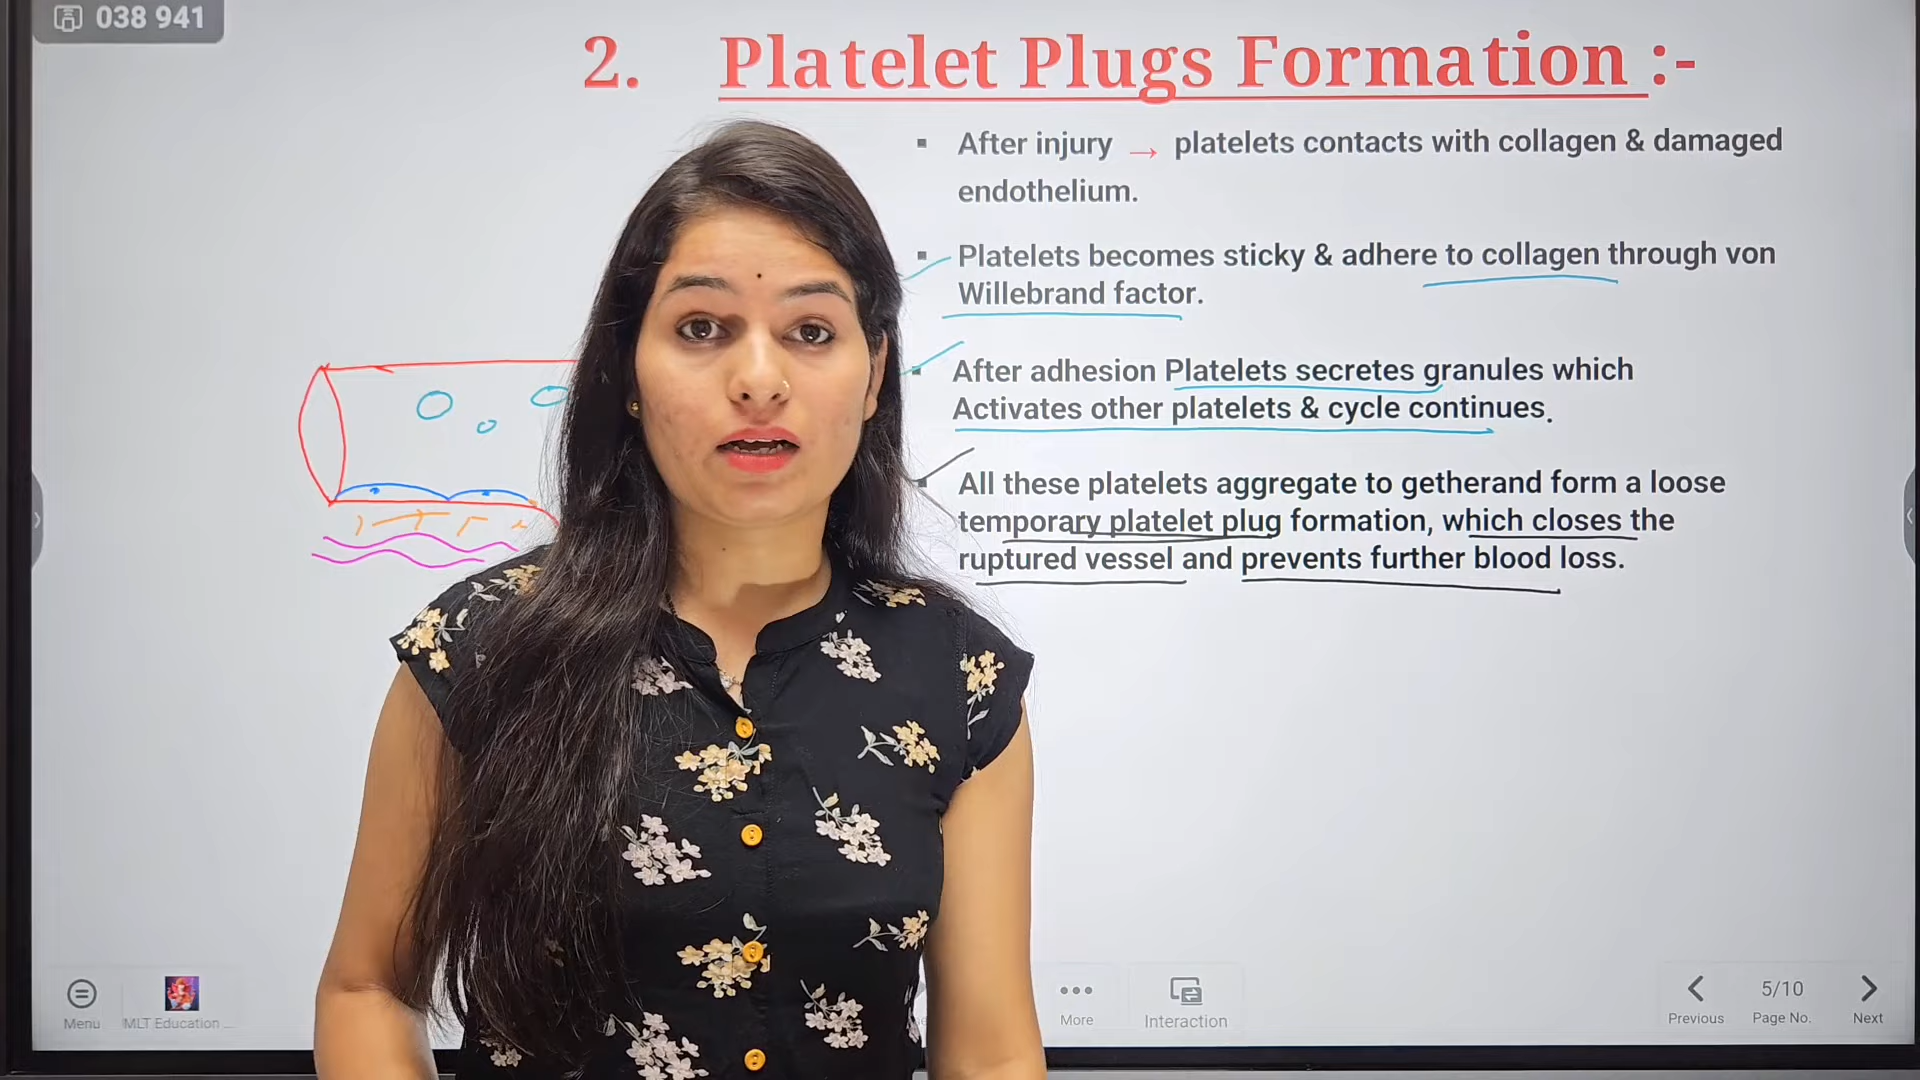 038 941
2. Platelet Plugs Formation :-
▪ After injury → platelets contacts with collagen & damaged
endothelium.
▪ Platelets becomes sticky & adhere to collagen through von
Willebrand factor.
▪ After adhesion Platelets secretes granules which
Activates other platelets & cycle continues.
▪ All these platelets aggregate to getherand form a loose
temporary platelet plug formation, which closes the
ruptured vessel and prevents further blood loss.
Menu
MLT Education ...
More
Interaction
Previous
5/10
Page No.
Next